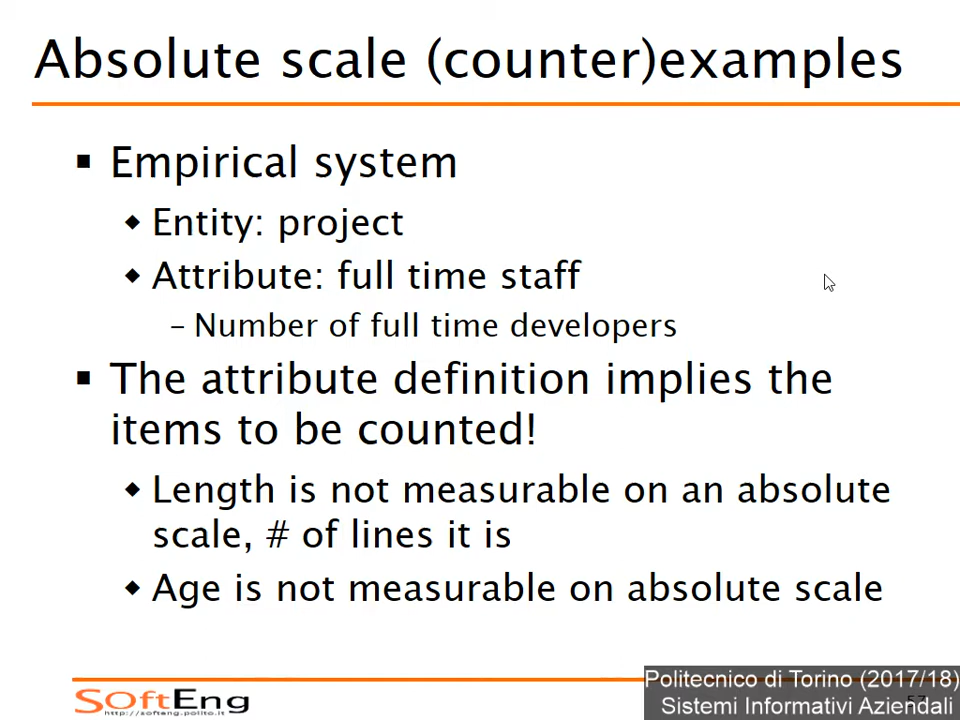 Absolute scale (counter)examples
▪ Empirical system
◆ Entity: project
◆ Attribute: full time staff
– Number of full time developers
▪ The attribute definition implies the
items to be counted!
◆ Length is not measurable on an absolute
scale, # of lines it is
◆ Age is not measurable on absolute scale
SOftEng
http://softeng.polito.it
Politecnico di Torino (2017/18)
Sistemi Informativi Aziendali